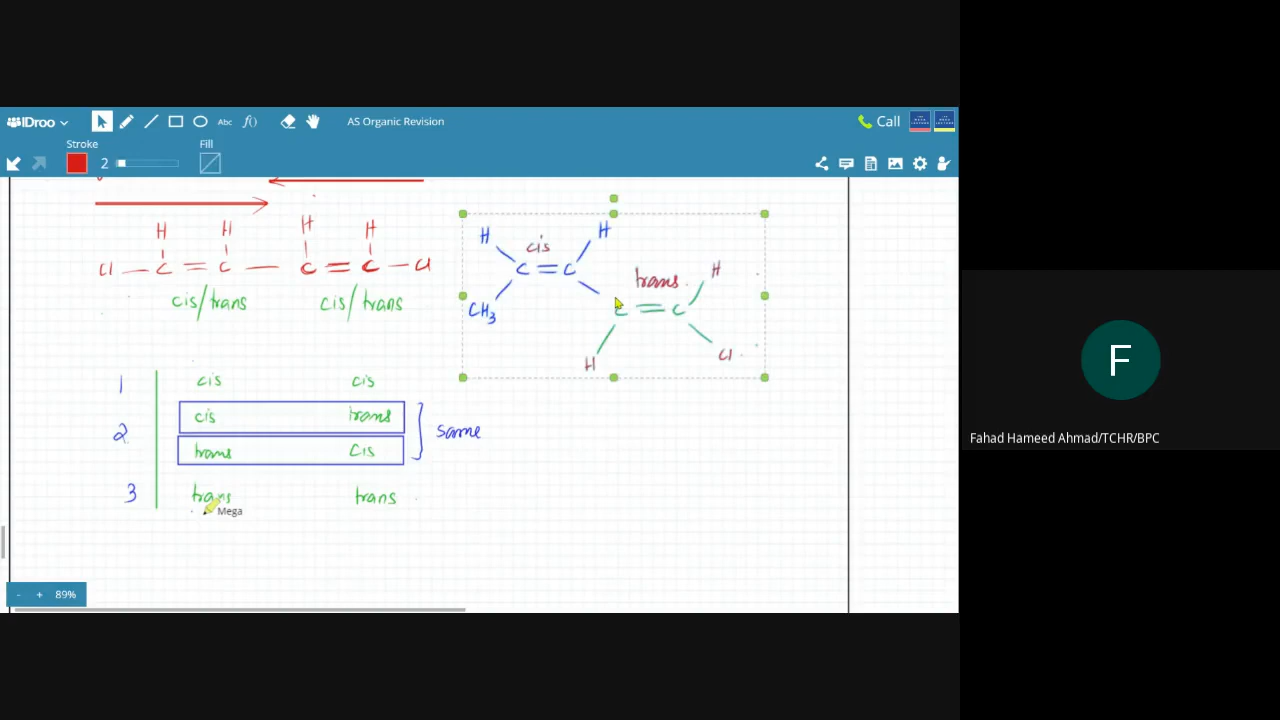 IDroo
Abc
f()
AS Organic Revision
Call
Stroke
2
Fill
H H H H
Cl — C = C — C = C — Cl
cis/trans cis/trans
H cis H
C = C
CH3
trans H
C = C
H Cl
1 cis cis
2 cis trans
trans cis
same
3 trans trans
Mega
- + 89%
F
Fahad Hameed Ahmad/TCHR/BPC